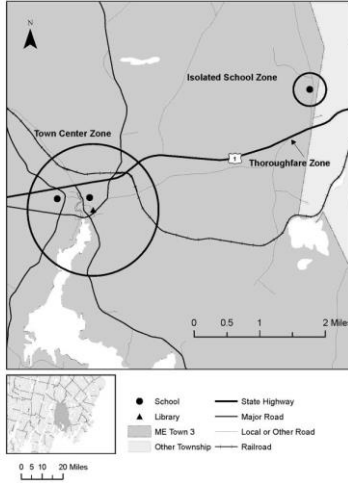 N
Isolated School Zone
Town Center Zone
1
Thoroughfare Zone
0 0.5 1 2 Miles
School
Library
ME Town 3
Other Township
State Highway
Major Road
Local or Other Road
Railroad
0 5 10 20 Miles